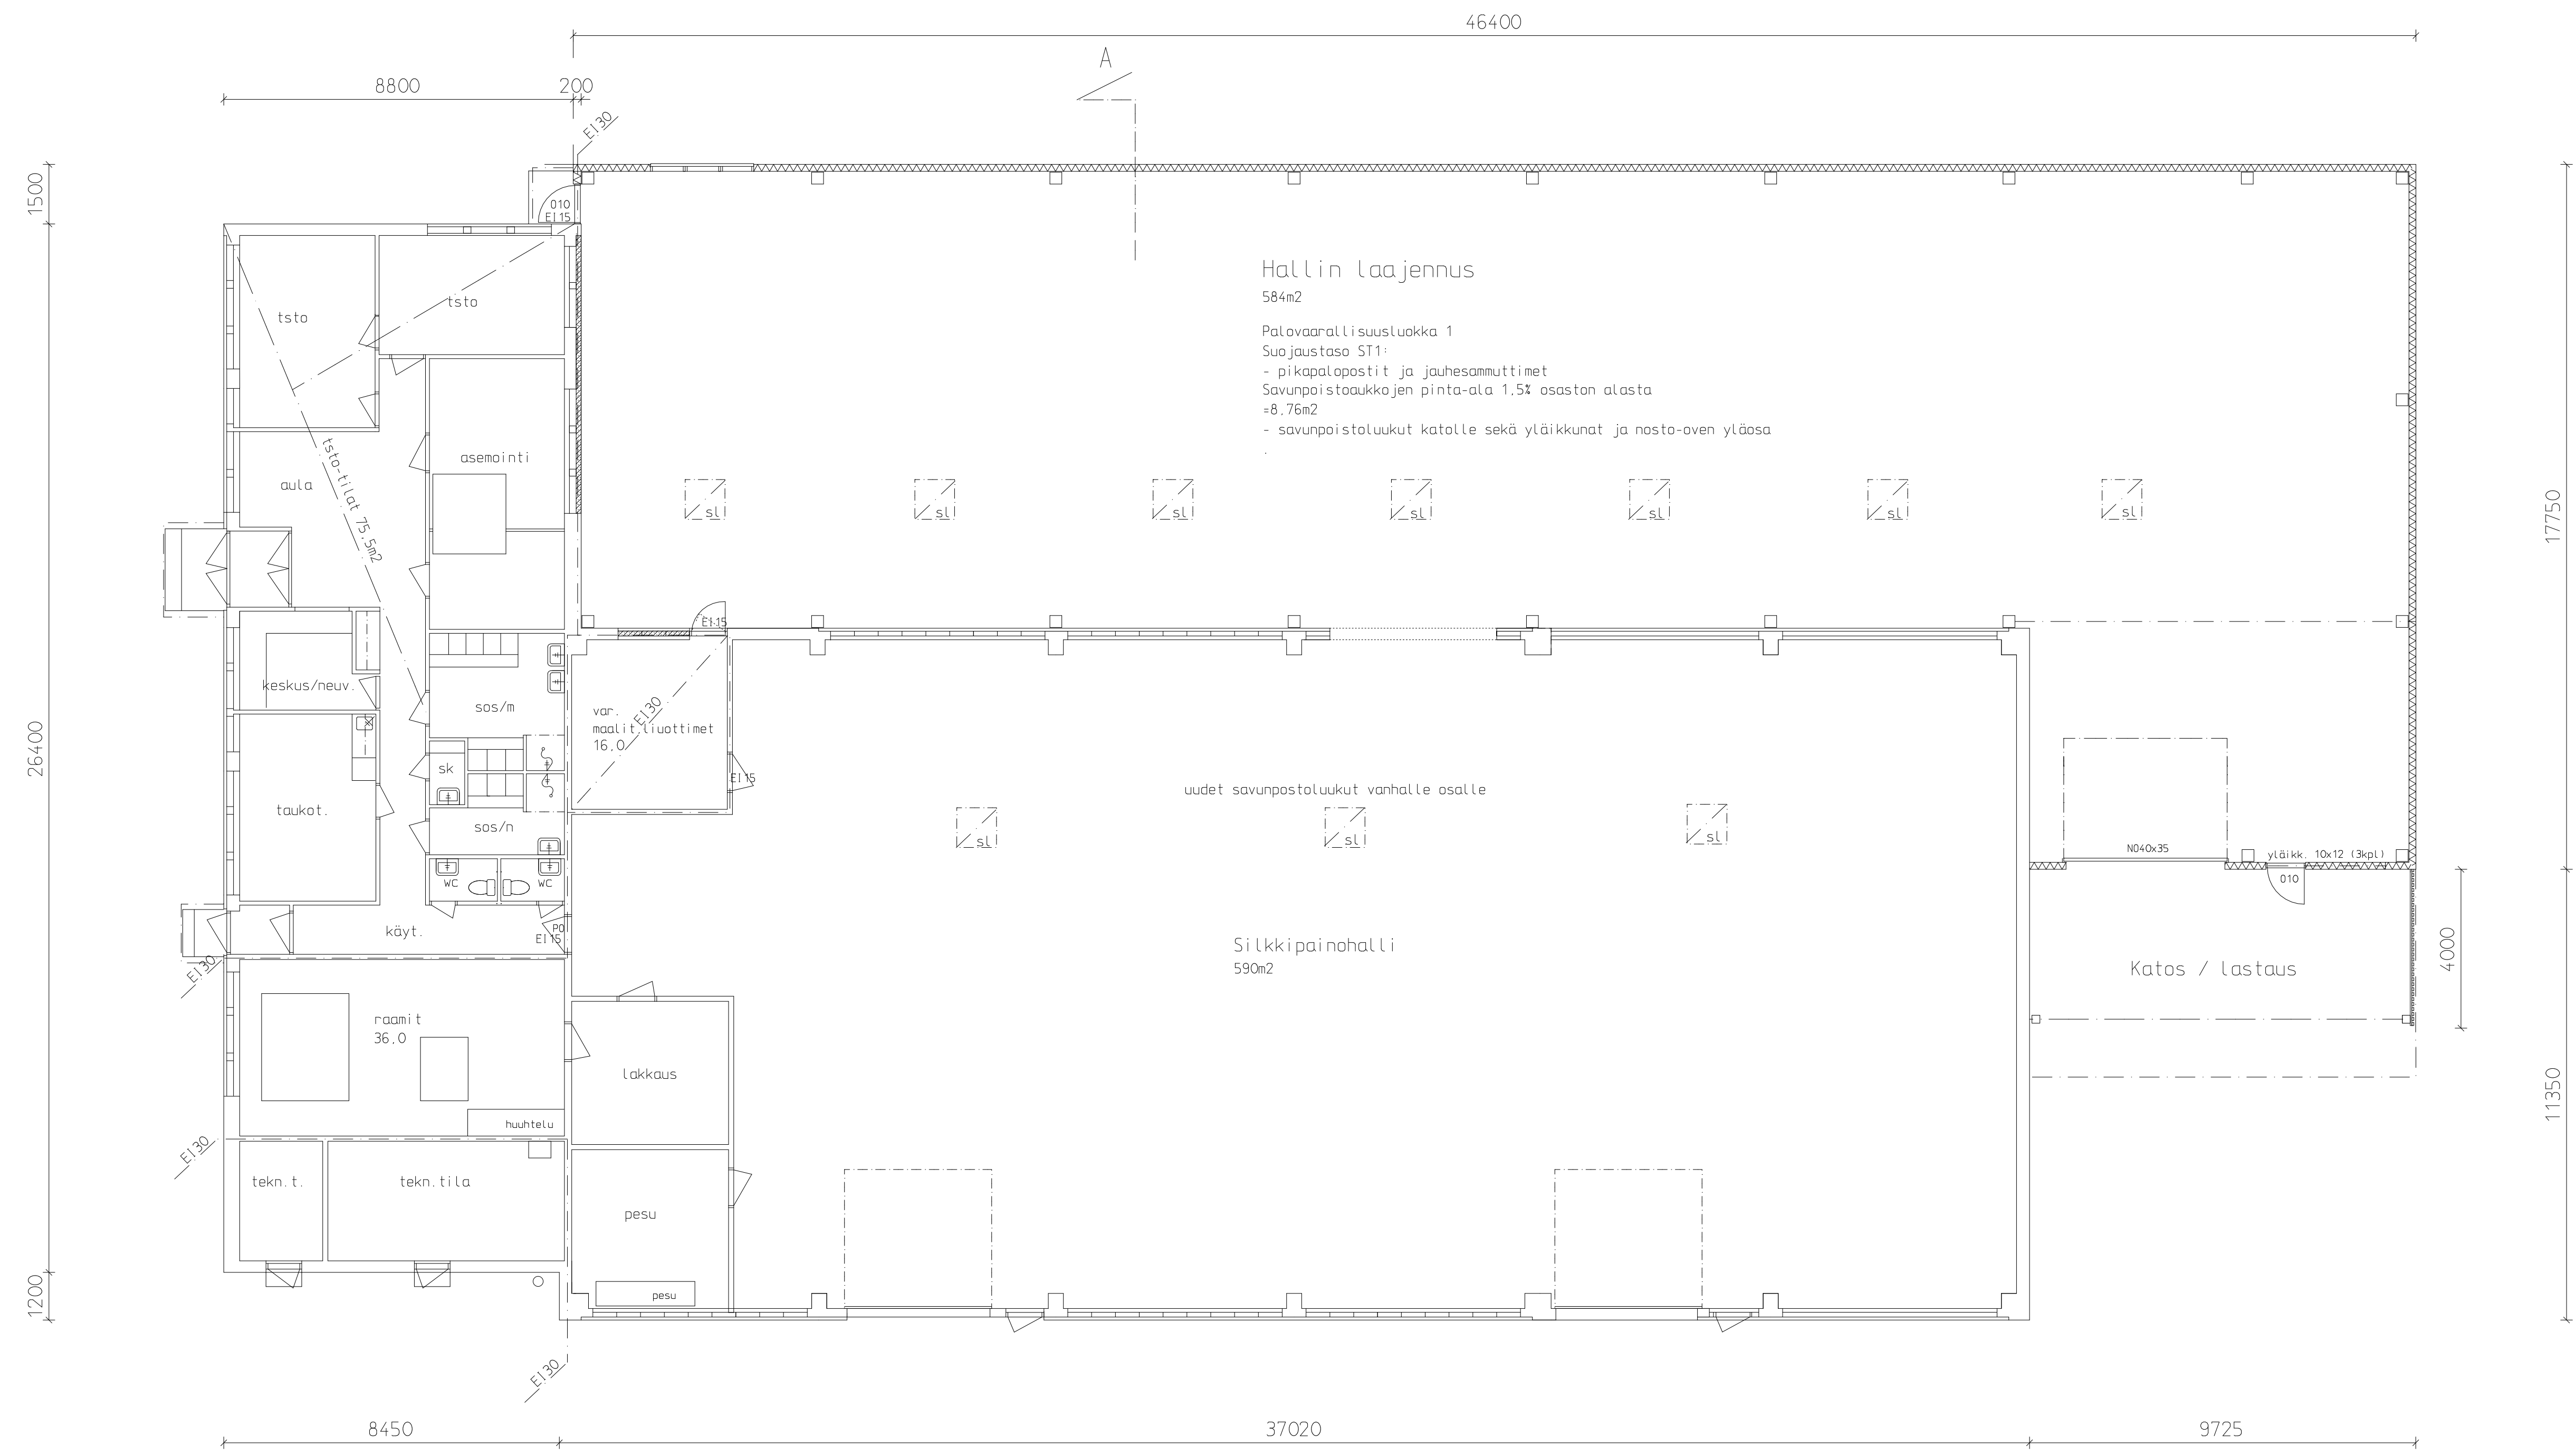 46400
A
8800
200
EI30
1500
010
EI15
Hallin laajennus
584m2
tsto
tsto
Palovaarallisuusluokka 1
Suojaustaso ST1:
- pikapalopostit ja jauhesammuttimet
Savunpoistoaukkojen pinta-ala 1,5% osaston alasta
=8,76m2
- savunpoistoluukut katolle sekä yläikkunat ja nosto-oven yläosa
.
asemointi
aula
tsto-tilat 75,5m2
sl
sl
sl
sl
sl
sl
sl
17750
EI15
keskus/neuv.
sos/m
var.
maalit,liuottimet
16,0
EI30
26400
sk
EI15
taukot.
uudet savunpostoluukut vanhalle osalle
sos/n
sl
sl
sl
NO40x35
yläikk. 10x12 (3kpl)
010
WC
WC
käyt.
PO
EI15
Silkkipainohalli
590m2
4000
Katos / lastaus
EI30
raamit
36,0
lakkaus
11350
huuhtelu
EI30
tekn.t.
tekn.tila
pesu
pesu
1200
EI30
8450
37020
9725